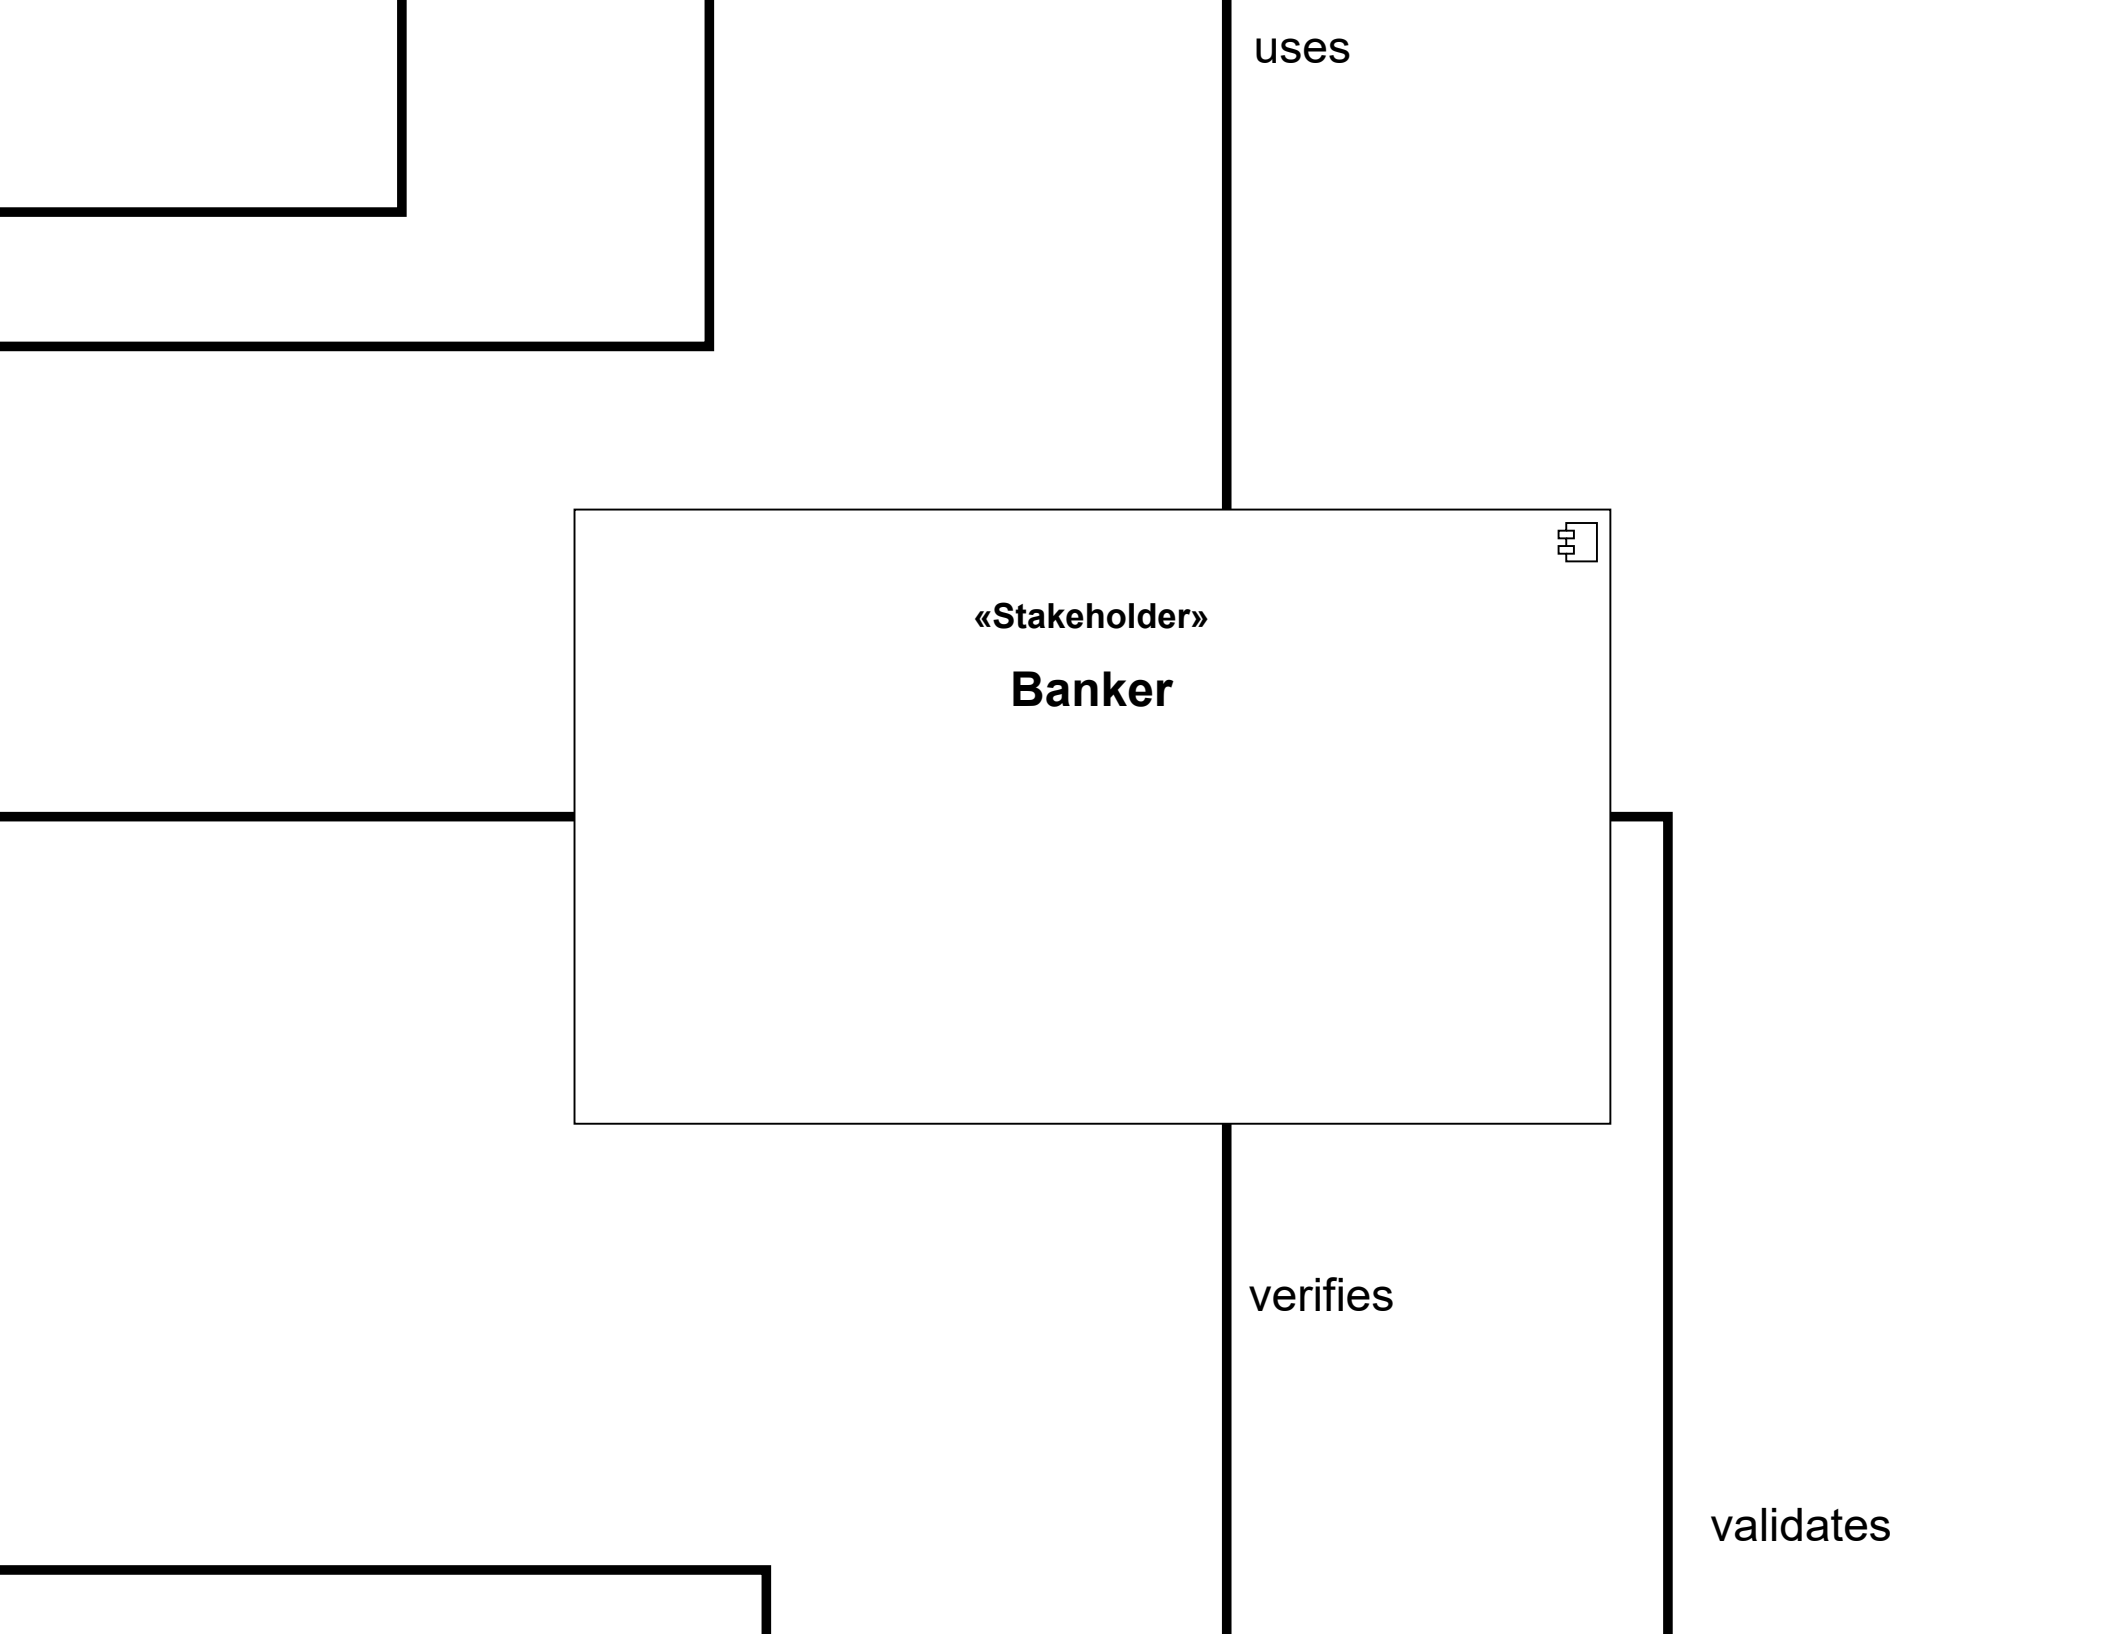 uses
«Stakeholder»
Banker
verifies
validates